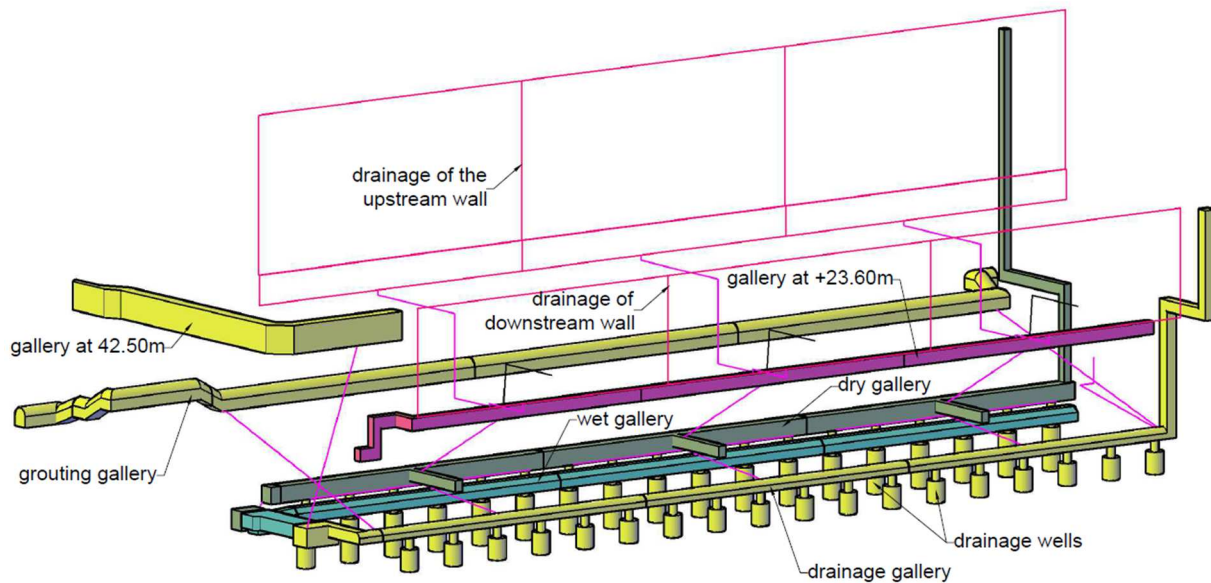 drainage of the
upstream wall
gallery at +23.60m
drainage of
downstream wall
gallery at 42.50m
dry gallery
wet gallery
grouting gallery
drainage wells
drainage gallery